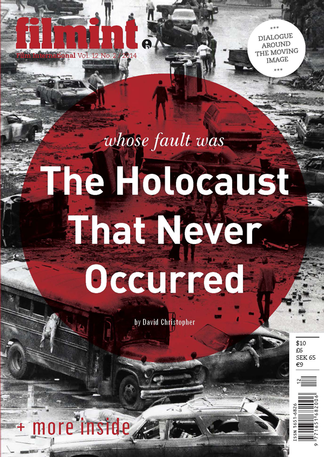 filmint.
DIALOGUE
AROUND
THE MOVING
IMAGE
whose fault was
The Holocaust
That Never
Occurred
by David Christopher
$10
£6
SEK 65
€9
+ more inside